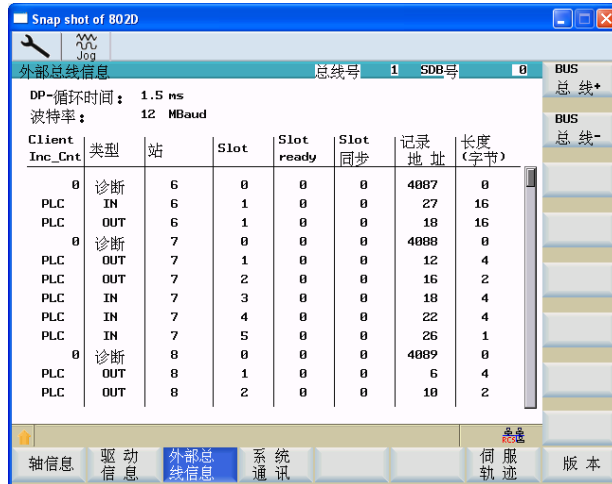 Snap shot of 802D
Jog
外部总线信息 总线号 1 SDB号 0
DP-循环时间: 1.5 ms
波特率: 12 MBaud
Client Inc_Cnt 类型 站 Slot Slot ready Slot 同步 记录地址 长度(字节)
0 诊断 6 0 0 0 4087 0
PLC IN 6 1 0 0 27 16
PLC OUT 6 1 0 0 18 16
0 诊断 7 0 0 0 4088 0
PLC OUT 7 1 0 0 12 4
PLC OUT 7 2 0 0 16 2
PLC IN 7 3 0 0 18 4
PLC IN 7 4 0 0 22 4
PLC IN 7 5 0 0 26 1
0 诊断 8 0 0 0 4089 0
PLC OUT 8 1 0 0 6 4
PLC OUT 8 2 0 0 10 2
BUS
总线+
BUS
总线-
RCS
轴信息 驱动信息 外部总线信息 系统通讯 伺服轨迹 版本